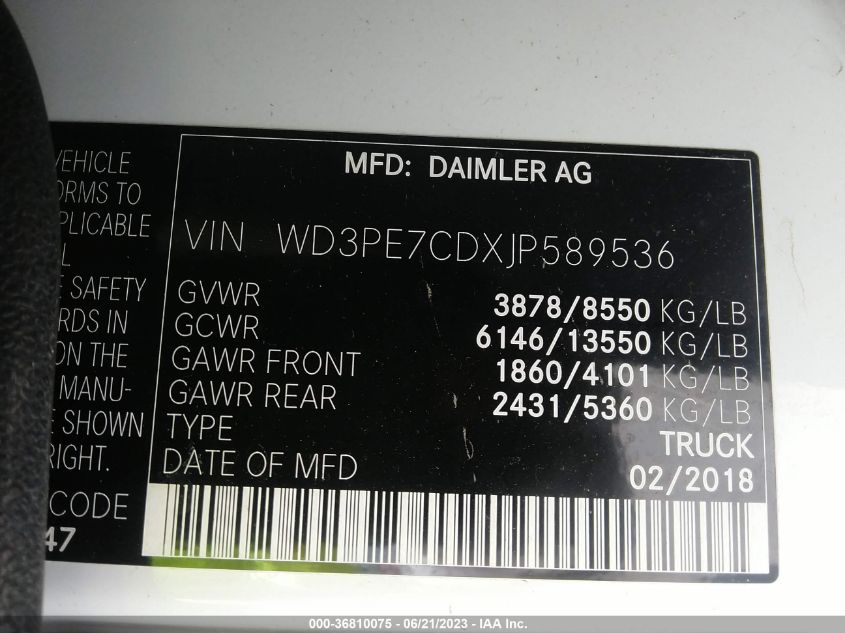 VEHICLE
ORMS TO
PLICABLE
L
SAFETY
RDS IN
ON THE
MANU-
SHOWN
RIGHT.
CODE
47
MFD: DAIMLER AG
VIN WD3PE7CDXJP589536
GVWR 3878/8550 KG/LB
GCWR 6146/13550 KG/LB
GAWR FRONT 1860/4101 KG/LB
GAWR REAR 2431/5360 KG/LB
TYPE TRUCK
DATE OF MFD 02/2018
000-36810075 - 06/21/2023 - IAA Inc.